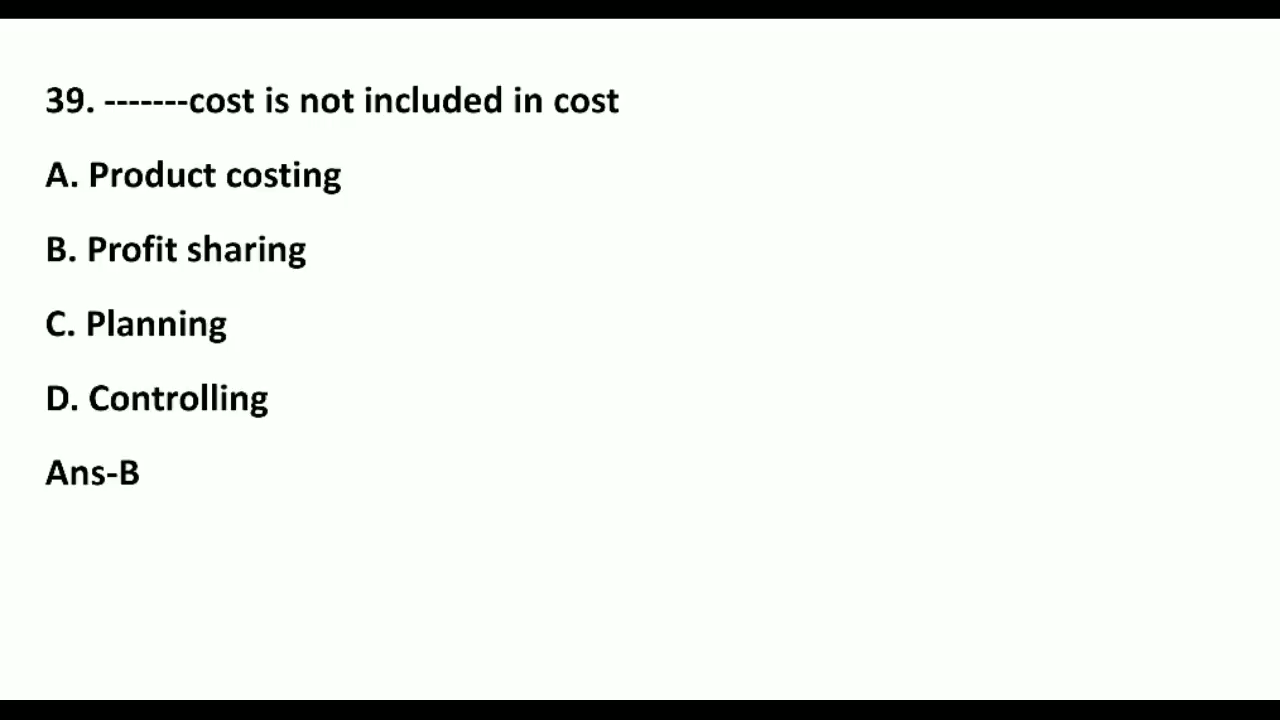 39. -------cost is not included in cost
A. Product costing
B. Profit sharing
C. Planning
D. Controlling
Ans-B